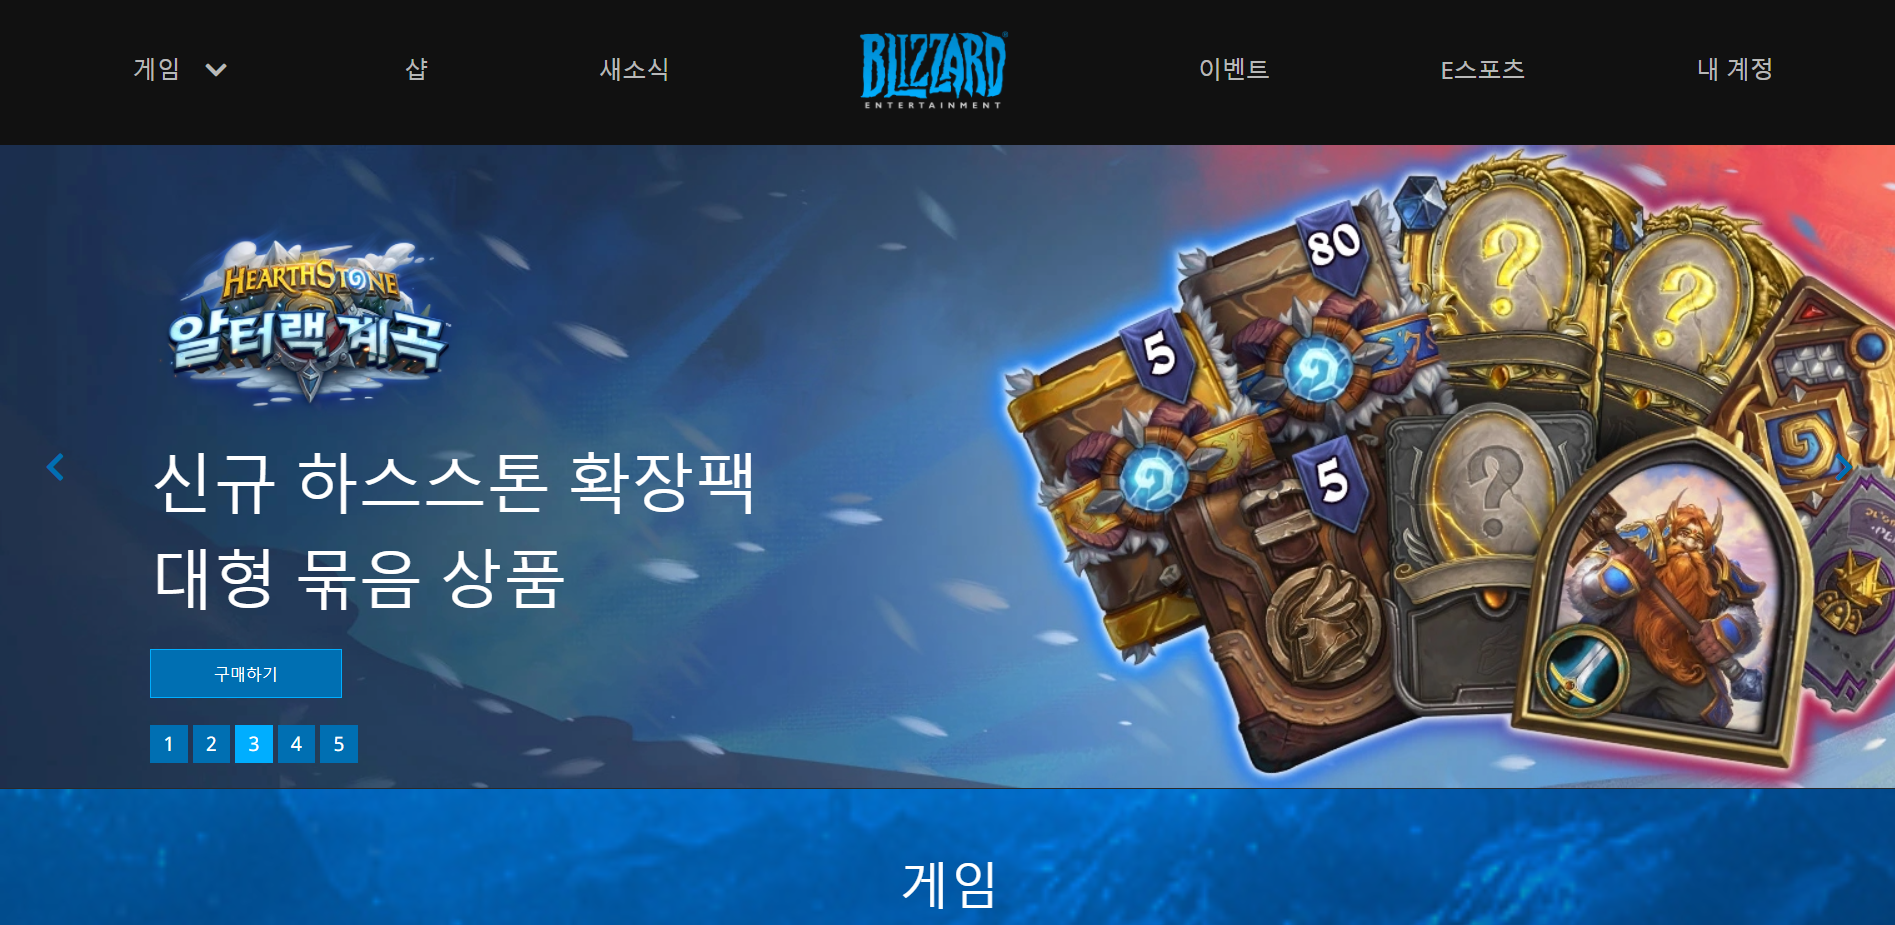 게임
샵
새소식
BLIZZARD
ENTERTAINMENT
이벤트
E스포츠
내 계정
HEARTHSTONE
알터랙 계곡
신규 하스스톤 확장팩
대형 묶음 상품
구매하기
1 2 3 4 5
80
5
5
?
?
?
게임